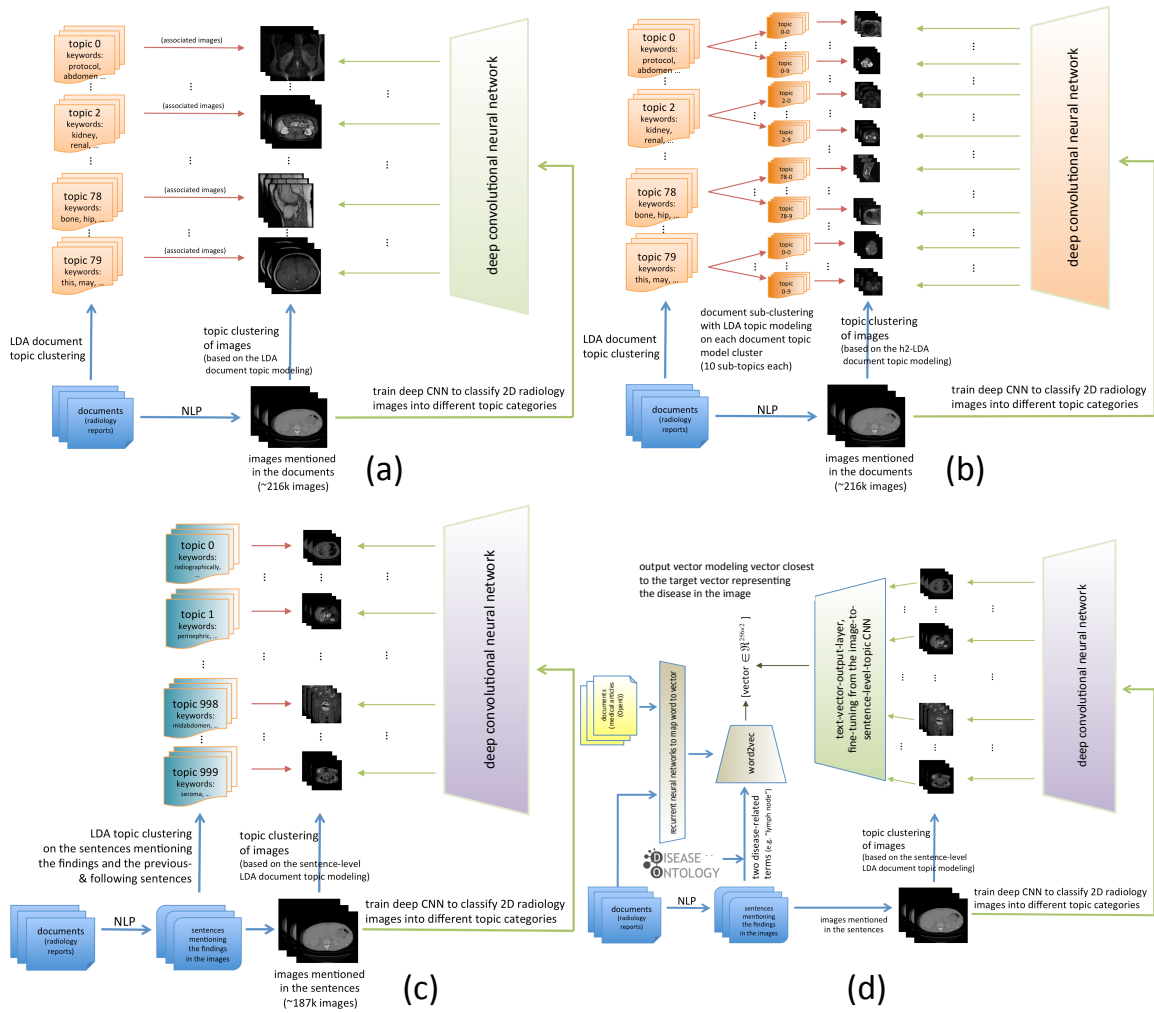 topic 0
keywords:
protocol,
abdomen ...
(associated images)
topic 2
keywords:
kidney,
renal, ...
(associated images)
topic 78
keywords:
bone, hip, ...
(associated images)
topic 79
keywords:
this, may, ...
(associated images)
deep convolutional neural network
LDA document
topic clustering
topic clustering
of images
(based on the LDA
document topic modeling)
documents
(radiology
reports)
NLP
train deep CNN to classify 2D radiology
images into different topic categories
images mentioned
in the documents
(~216k images)
(a)
topic 0
keywords:
protocol,
abdomen ...
topic 2
keywords:
kidney,
renal, ...
topic 78
keywords:
bone, hip, ...
topic 79
keywords:
this, may, ...
topic
0-0
topic
0-9
topic
2-0
topic
2-9
topic
78-0
topic
78-9
topic
0-0
topic
0-9
deep convolutional neural network
LDA document
topic clustering
document sub-clustering
with LDA topic modeling
on each document topic
model cluster
(10 sub-topics each)
topic clustering
of images
(based on the h2-LDA
document topic modeling)
documents
(radiology
reports)
NLP
train deep CNN to classify 2D radiology
images into different topic categories
images mentioned
in the documents
(~216k images)
(b)
topic 0
keywords:
radiographically,
...
topic 1
keywords:
perinephric, ...
topic 998
keywords:
midabdomen, ...
topic 999
keywords:
seroma, ...
deep convolutional neural network
LDA topic clustering
on the sentences mentioning
the findings and the previous-
& following sentences
topic clustering
of images
(based on the sentence-level
LDA document topic modeling)
documents
(radiology
reports)
NLP
sentences
mentioning
the findings
in the images
train deep CNN to classify 2D radiology
images into different topic categories
images mentioned
in the sentences
(~187k images)
(c)
output vector modeling vector closest
to the target vector representing
the disease in the image
[vector ∈ ℜ^{256×2}]
documents
(medical articles
(OpenI))
recurrent neural networks to map word to vector
word2vec
two disease-related
terms (e.g. "lymph node")
DISEASE
ONTOLOGY
text-vector-output-layer,
fine-tuning from the image-to-
sentence-level-topic CNN
deep convolutional neural network
topic clustering
of images
(based on the sentence-level
LDA document topic modeling)
documents
(radiology
reports)
NLP
sentences
mentioning
the findings
in the images
images mentioned
in the sentences
train deep CNN to classify 2D radiology
images into different topic categories
(d)